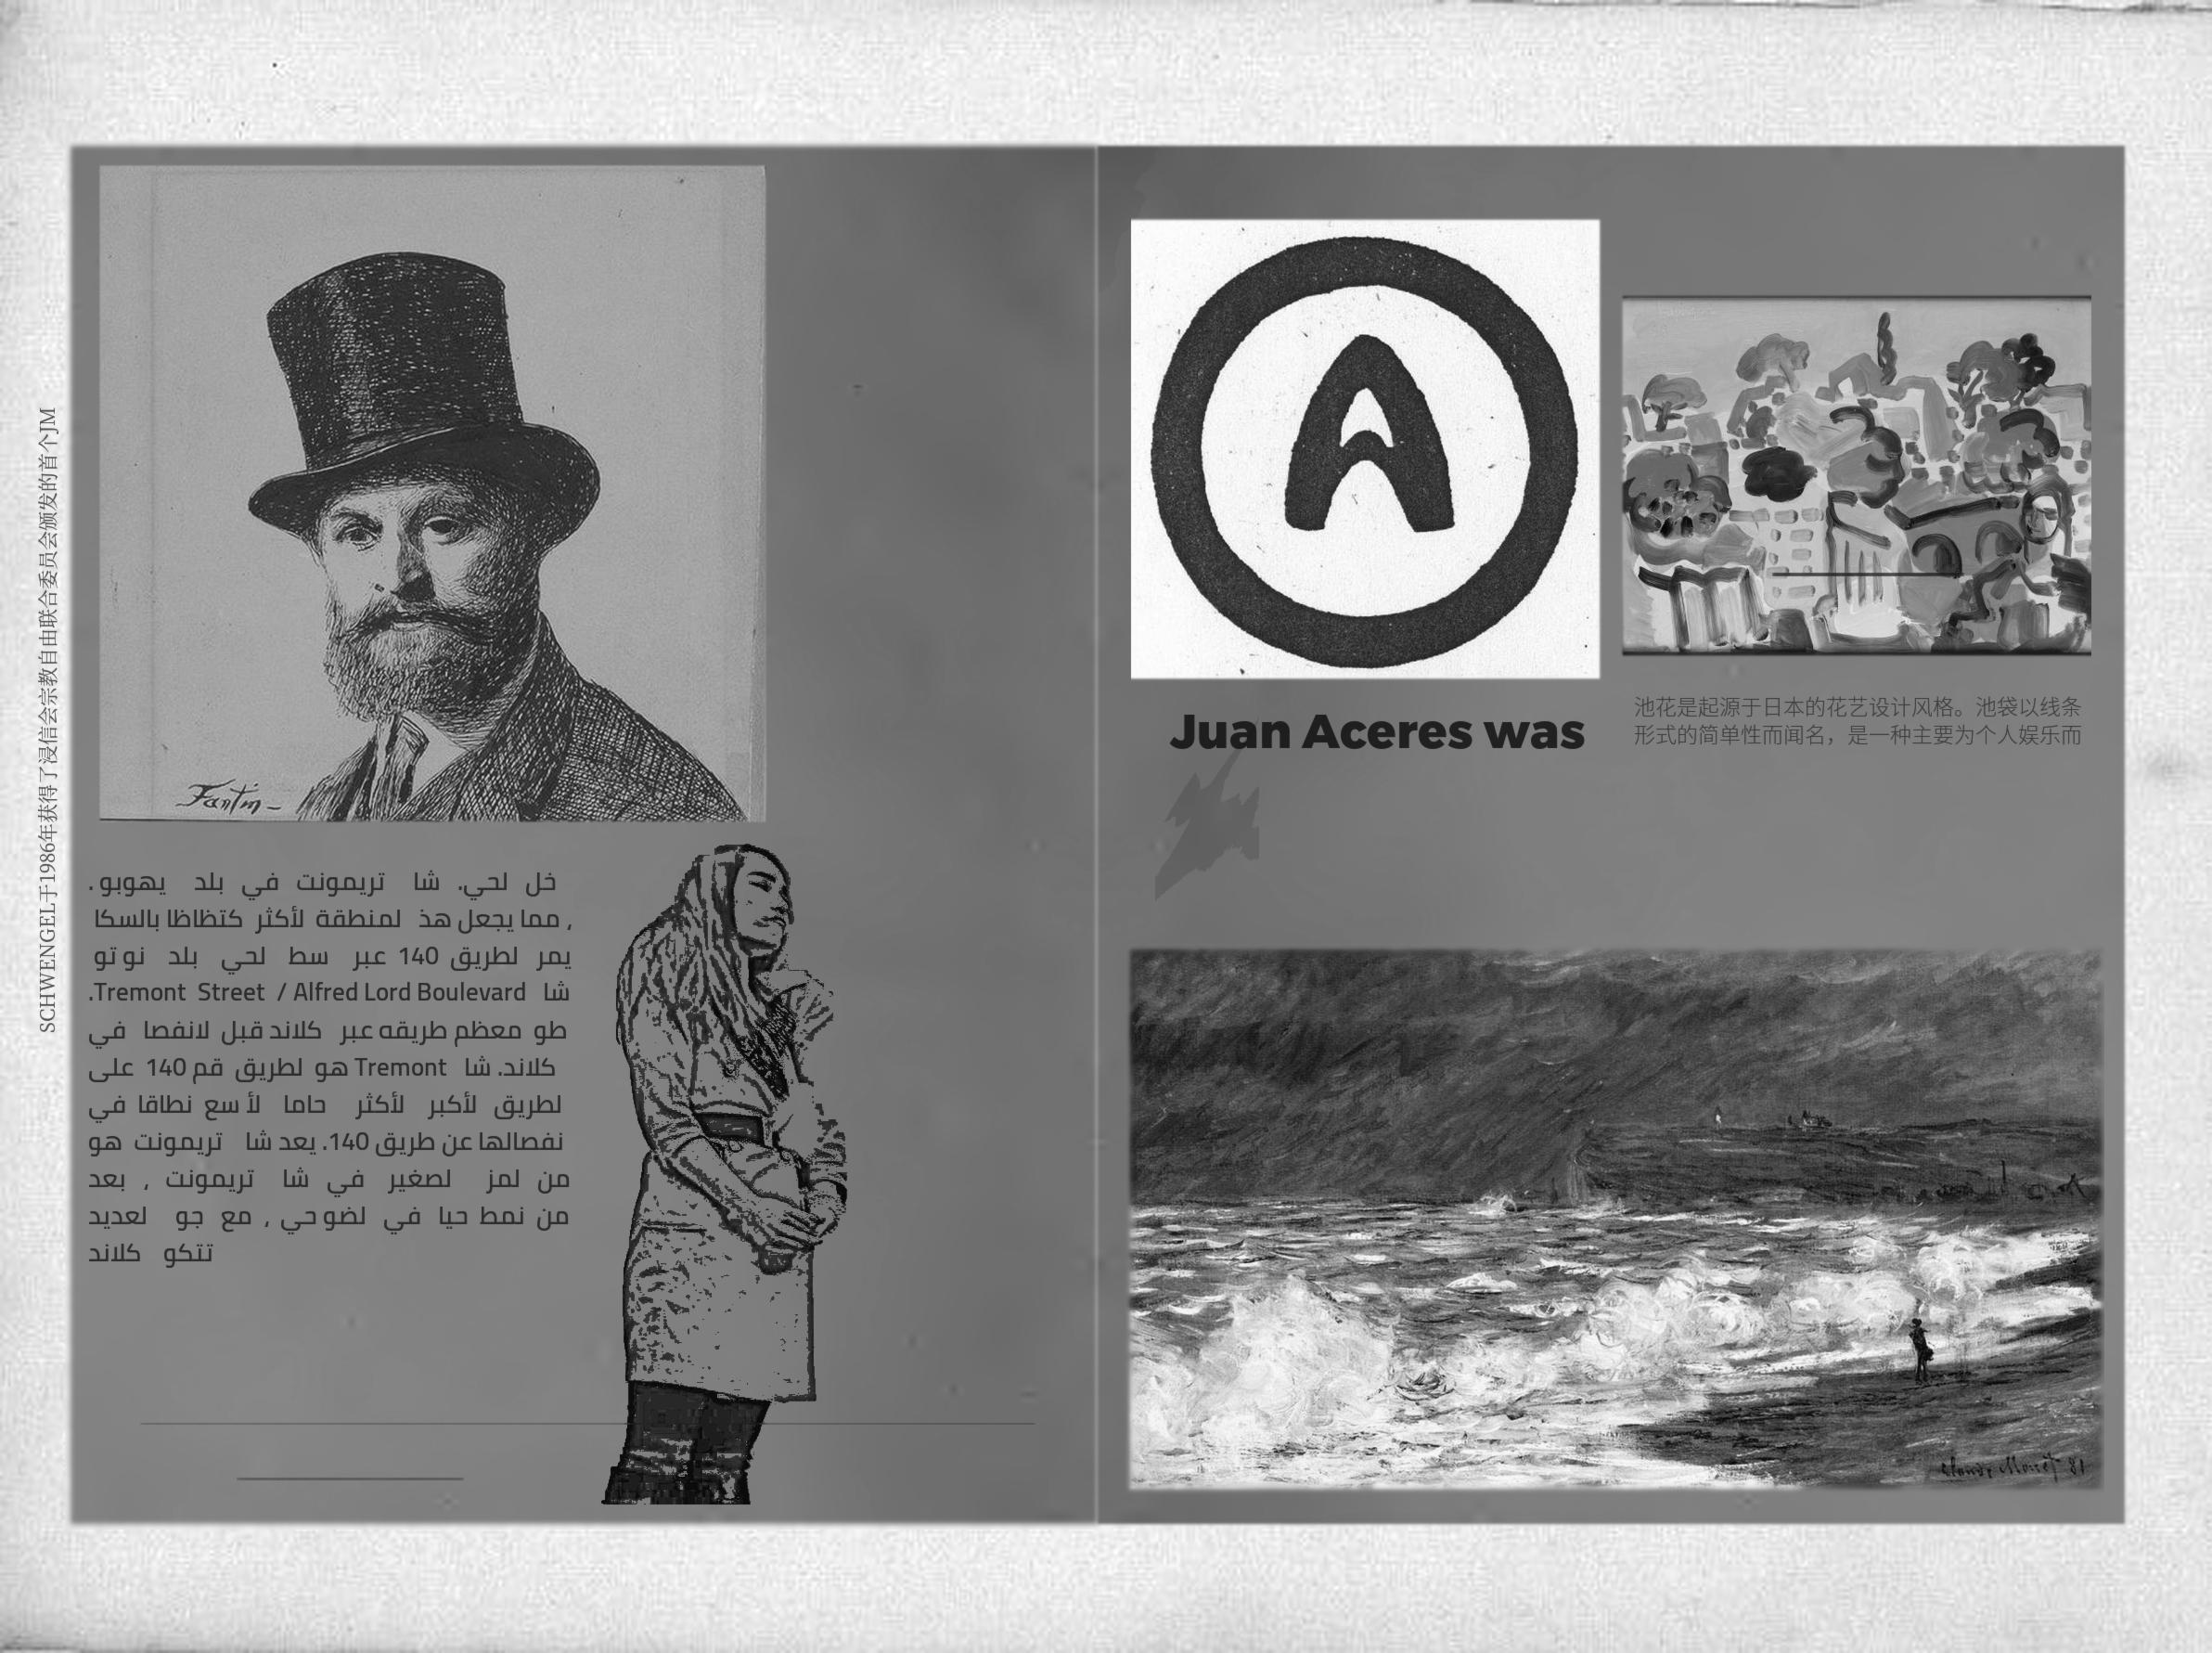 SCHWENGEL于1986年获得了浸信会宗教自由联合委员会颁发的首个JM
Fantin
خل لحي. شا تريمونت في بلد يهوبو.
، مما يجعل هذ لمنطقة لأكثر كتظاظا بالسكا
يمر لطريق 140 عبر سط لحي بلد نو تو
شا Tremont Street / Alfred Lord Boulevard.
طو معظم طريقه عبر كلاند قبل لانفصا في
كلاند. شا Tremont هو لطريق قم 140 على
لطريق لأكبر لأكثر حاما لأ سع نطاقا في
نفصالها عن طريق 140. يعد شا تريمونت هو
من لمز لصغير في شا تريمونت ، بعد
من نمط حيا في لضو حي ، مع جو لعديد
تتكو كلاند
A
Juan Aceres was
池花是起源于日本的花艺设计风格。池袋以线条
形式的简单性而闻名，是一种主要为个人娱乐而
Claude Monet 81